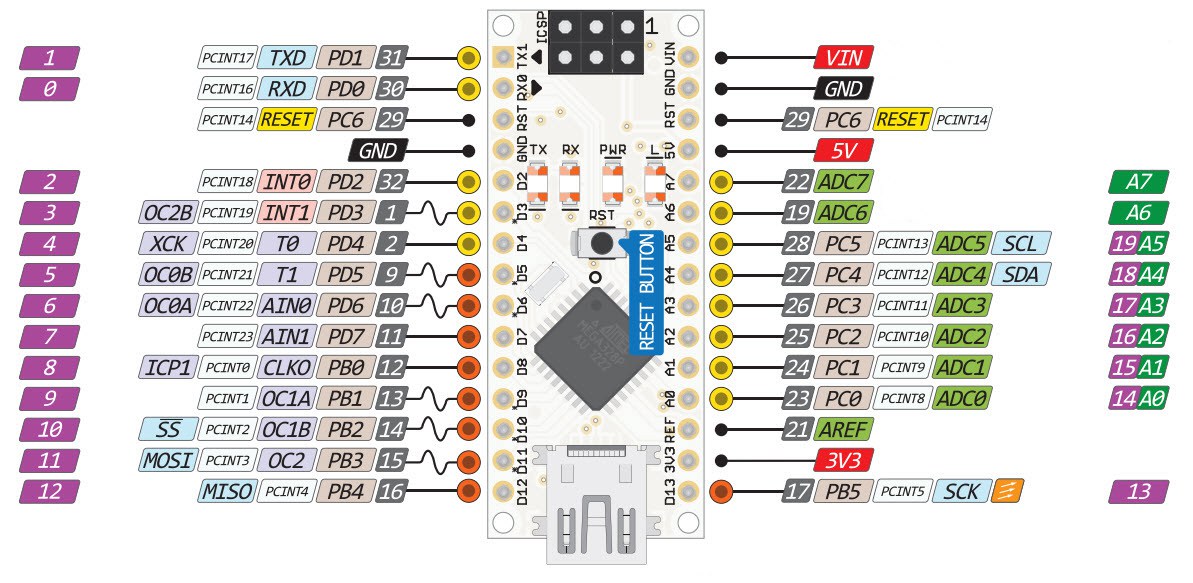 ICSP 1
1 PCINT17 TXD PD1 31 TX1 VIN VIN
0 PCINT16 RXD PD0 30 RX0 GND GND
PCINT14 RESET PC6 29 RST RST 29 PC6 RESET PCINT14
GND GND 5V 5V
TX RX PWR L
2 PCINT18 INT0 PD2 32 D2 A7 22 ADC7 A7
3 OC2B PCINT19 INT1 PD3 1 *D3 A6 19 ADC6 A6
RST
4 XCK PCINT20 T0 PD4 2 D4 A5 28 PC5 PCINT13 ADC5 SCL 19 A5
RESET BUTTON
5 OC0B PCINT21 T1 PD5 9 *D5 A4 27 PC4 PCINT12 ADC4 SDA 18 A4
6 OC0A PCINT22 AIN0 PD6 10 *D6 A3 26 PC3 PCINT11 ADC3 17 A3
7 PCINT23 AIN1 PD7 11 D7 A2 25 PC2 PCINT10 ADC2 16 A2
8 ICP1 PCINT0 CLKO PB0 12 D8 A1 24 PC1 PCINT9 ADC1 15 A1
9 PCINT1 OC1A PB1 13 *D9 A0 23 PC0 PCINT8 ADC0 14 A0
10 SS PCINT2 OC1B PB2 14 *D10 REF 21 AREF
11 MOSI PCINT3 OC2 PB3 15 *D11 3V3 3V3
12 MISO PCINT4 PB4 16 D12 D13 17 PB5 PCINT5 SCK 13